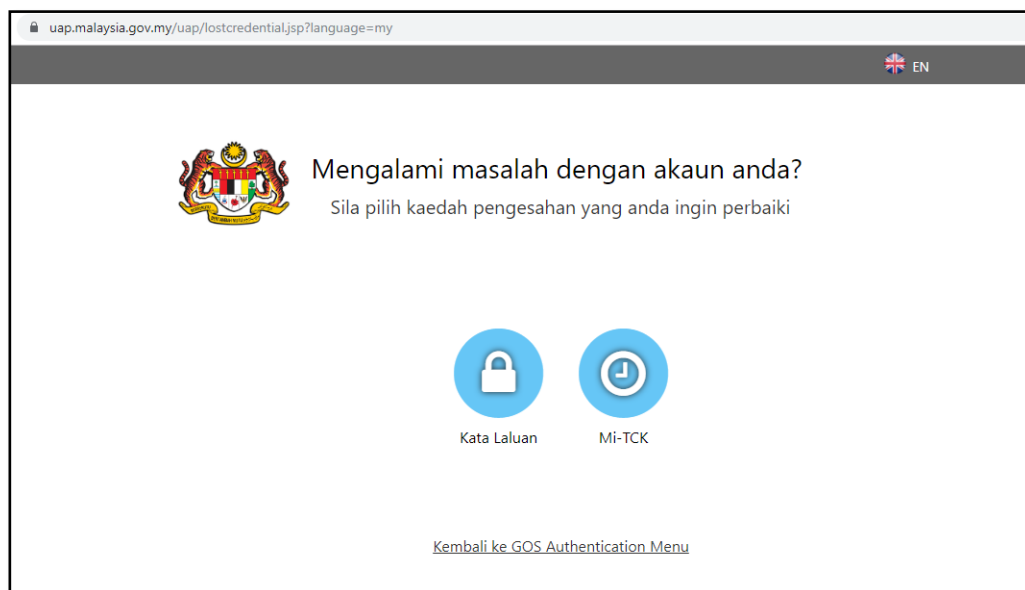 uap.malaysia.gov.my/uap/lostcredential.jsp?language=my
EN
Mengalami masalah dengan akaun anda?
Sila pilih kaedah pengesahan yang anda ingin perbaiki
Kata Laluan
Mi-TCK
Kembali ke GOS Authentication Menu